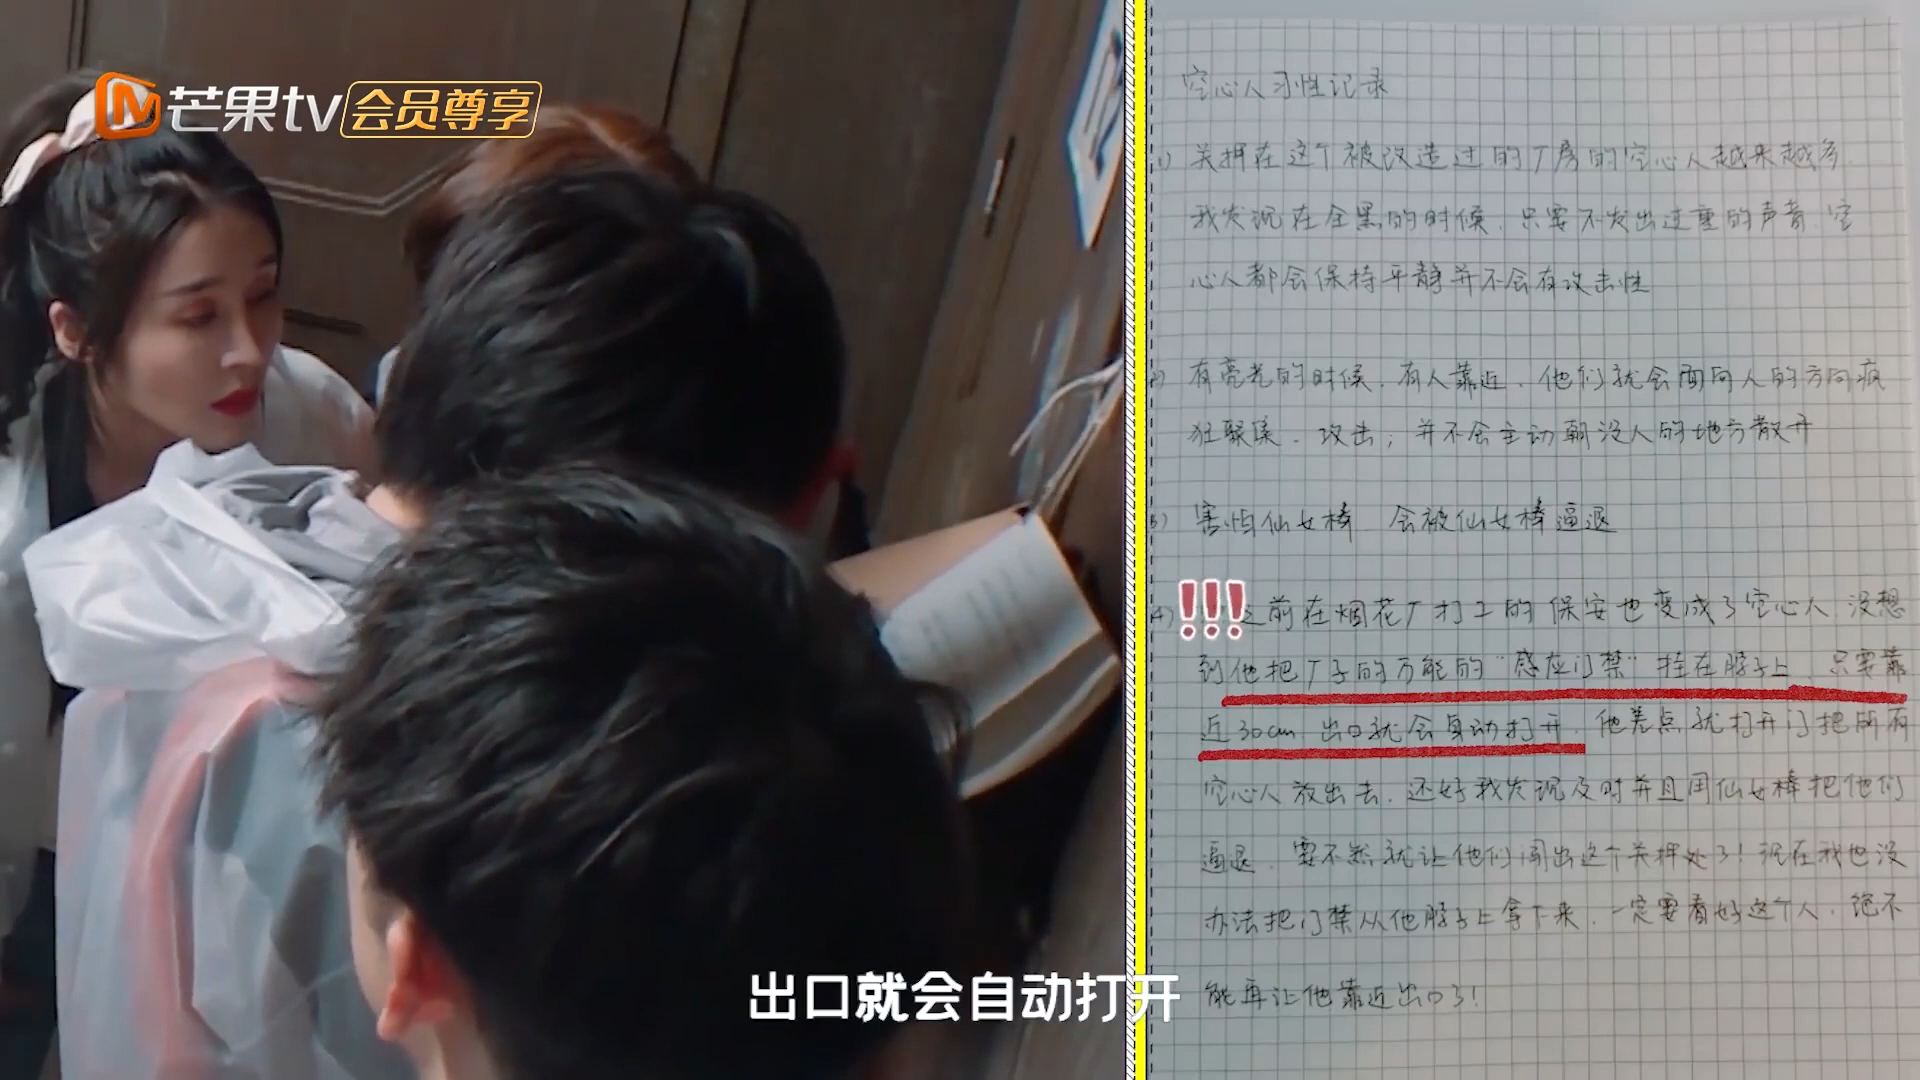 芒果tv会员尊享
空心人习性记录
1) 关押在这个被改造过的厂房的空心人越来越多
我发现在全黑的时候,只要不发出过重的声音,空
心人都会保持平静并不会有攻击性
2) 有亮光的时候,有人靠近,他们就会面向人的方向疯
狂聚集、攻击;并不会主动朝没人的地方散开
3) 害怕仙女棒 会被仙女棒逼退
!!!
4) 之前在烟花厂打工的保安也变成了空心人,没想
到他把厂子的万能的“感应门禁”挂在脖子上,只要靠
近30cm,出口就会自动打开,他差点就打开门把所有
空心人放出去,还好我发现及时并且用仙女棒把他们
逼退,要不然就让他们闯出这个关押处了!现在我也没
办法把门禁从他脖子上拿下来,一定要看好这个人,绝不
能再让他靠近出口了!
出口就会自动打开